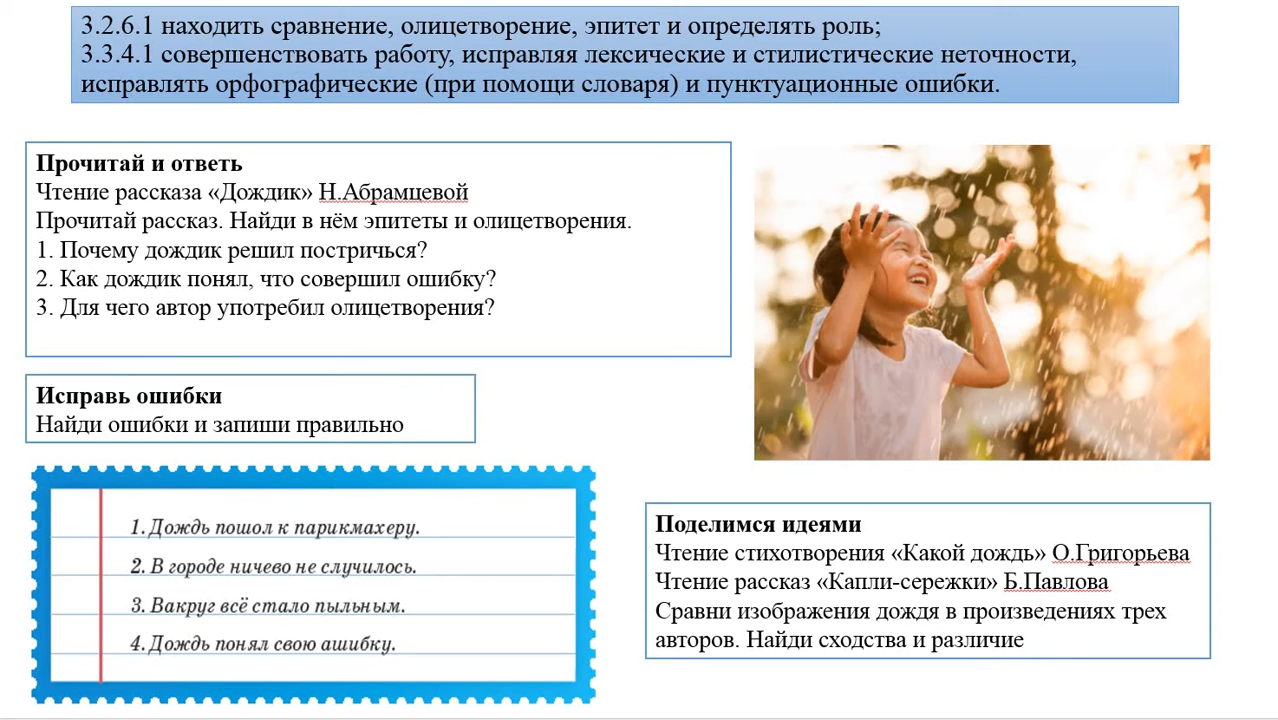 3.2.6.1 находить сравнение, олицетворение, эпитет и определять роль;
3.3.4.1 совершенствовать работу, исправляя лексические и стилистические неточности,
исправлять орфографические (при помощи словаря) и пунктуационные ошибки.
Прочитай и ответь
Чтение рассказа «Дождик» Н.Абрамцевой
Прочитай рассказ. Найди в нём эпитеты и олицетворения.
1. Почему дождик решил постричься?
2. Как дождик понял, что совершил ошибку?
3. Для чего автор употребил олицетворения?
Исправь ошибки
Найди ошибки и запиши правильно
1. Дождь пошол к парикмахеру.
2. В городе ничево не случилось.
3. Вакруг всё стало пыльным.
4. Дождь понял свою ашибку.
Поделимся идеями
Чтение стихотворения «Какой дождь» О.Григорьева
Чтение рассказ «Капли-сережки» Б.Павлова
Сравни изображения дождя в произведениях трех
авторов. Найди сходства и различие